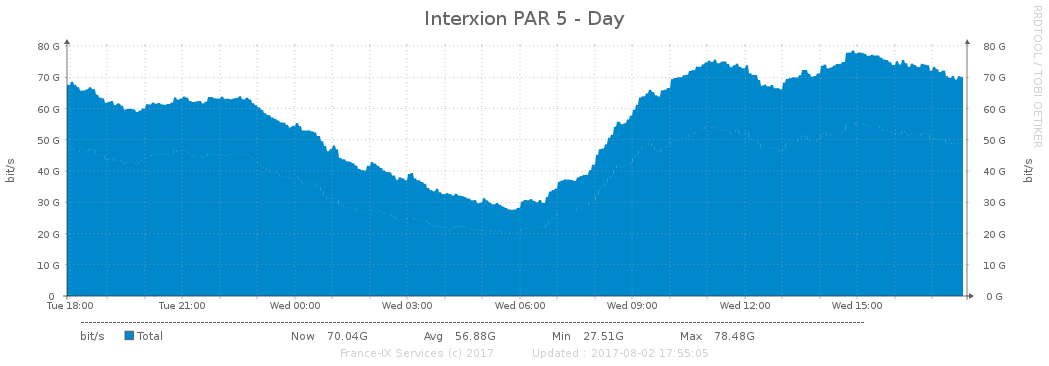 Interxion PAR 5 - Day
RRDTOOL / TOBI OETIKER
80 G 80 G
70 G 70 G
60 G 60 G
50 G 50 G
40 G 40 G
30 G 30 G
20 G 20 G
10 G 10 G
0 0 G
bit/s bit/s
Tue 18:00 Tue 21:00 Wed 00:00 Wed 03:00 Wed 06:00 Wed 09:00 Wed 12:00 Wed 15:00
bit/s Total Now 70.04G Avg 56.88G Min 27.51G Max 78.48G
France-IX Services (c) 2017 Updated : 2017-08-02 17:55:05